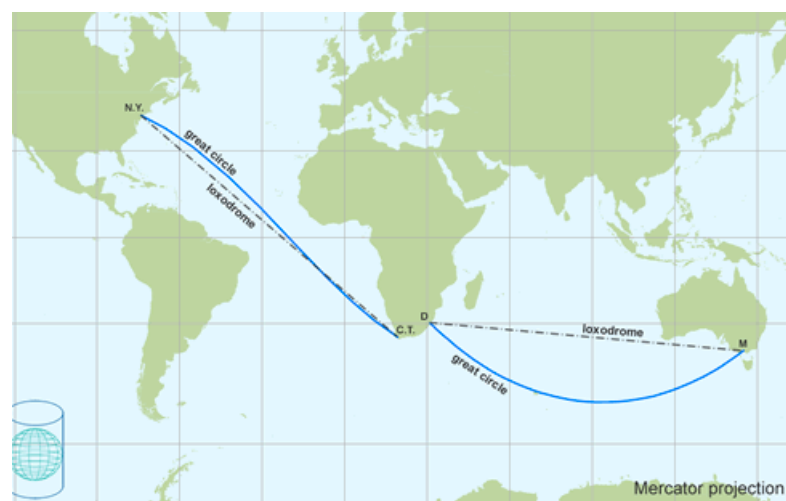 N.Y.
great circle
loxodrome
C.T.
D
loxodrome
great circle
M
Mercator projection